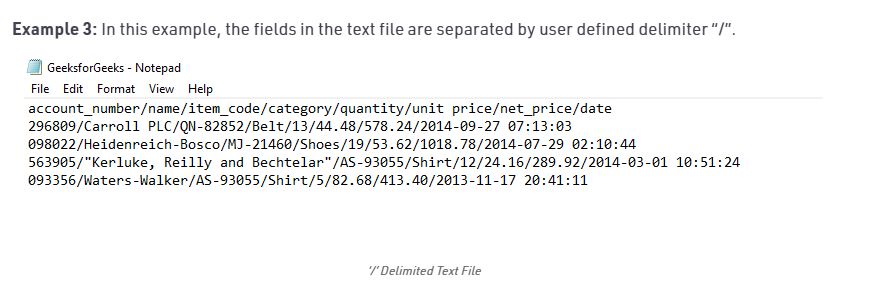 Example 3: In this example, the fields in the text file are separated by user defined delimiter “/”.
GeeksforGeeks - Notepad
File Edit Format View Help
account_number/name/item_code/category/quantity/unit price/net_price/date
296809/Carroll PLC/QN-82852/Belt/13/44.48/578.24/2014-09-27 07:13:03
098022/Heidenreich-Bosco/MJ-21460/Shoes/19/53.62/1018.78/2014-07-29 02:10:44
563905/"Kerluke, Reilly and Bechtelar"/AS-93055/Shirt/12/24.16/289.92/2014-03-01 10:51:24
093356/Waters-Walker/AS-93055/Shirt/5/82.68/413.40/2013-11-17 20:41:11
'/' Delimited Text File